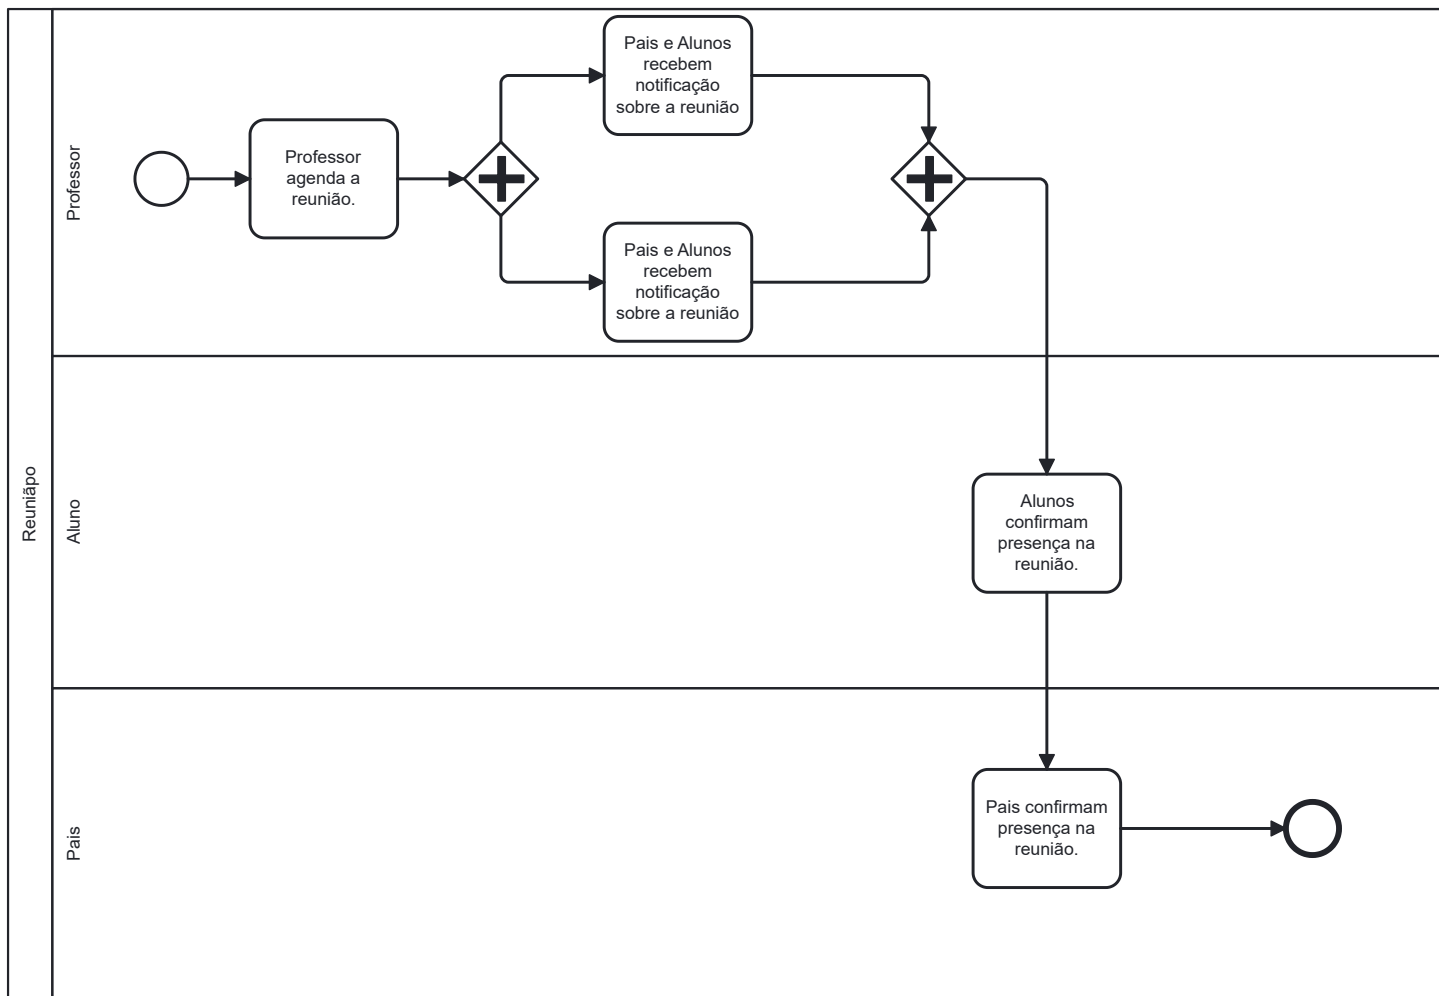 Reuniãpo
Professor
Professor
agenda a
reunião.
Pais e Alunos
recebem
notificação
sobre a reunião
Pais e Alunos
recebem
notificação
sobre a reunião
Aluno
Alunos
confirmam
presença na
reunião.
Pais
Pais confirmam
presença na
reunião.